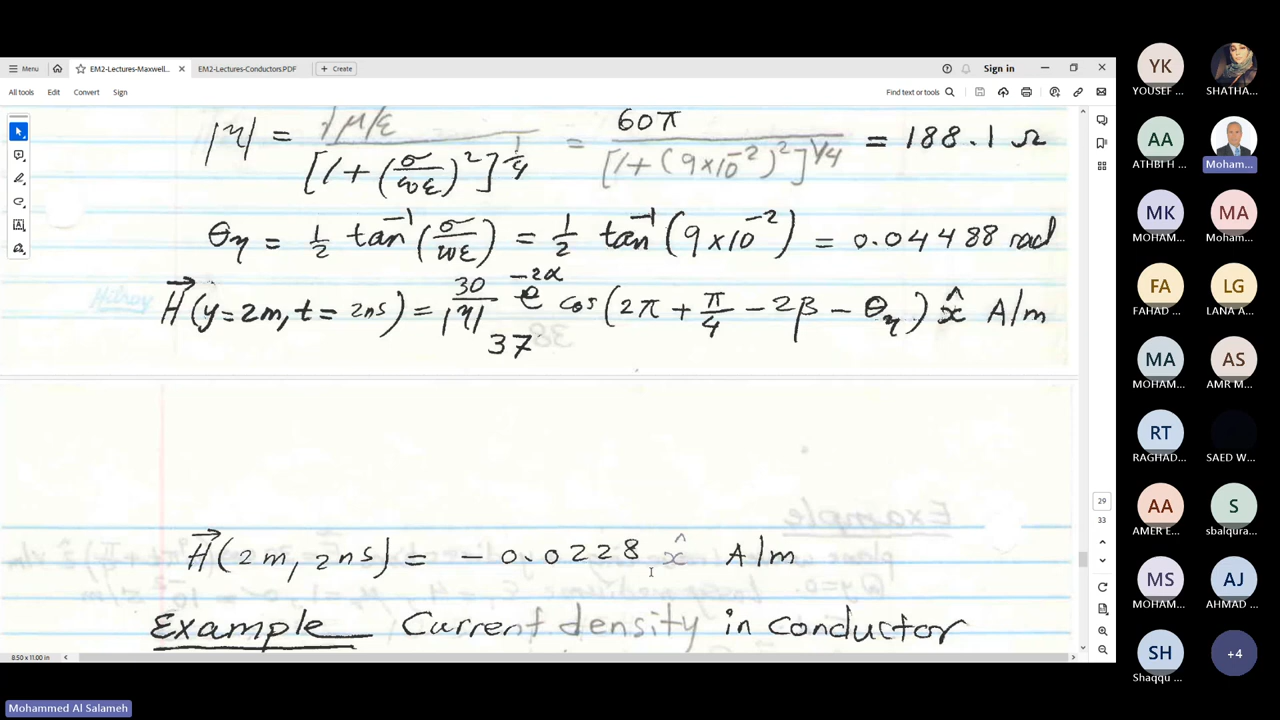 Menu
EM2-Lectures-Maxwell...
EM2-Lectures-Conductors.PDF
+ Create
Sign in
All tools Edit Convert Sign
Find text or tools
|η| = √μ/ε / [1+(σ/ωε)²]^1/4 = 60π / [1+(9×10⁻²)²]^1/4 = 188.1 Ω
θη = 1/2 tan⁻¹(σ/ωε) = 1/2 tan⁻¹(9×10⁻²) = 0.04488 rad
H⃗(y=2m, t= 2ns) = 30/|η| e^-2α cos(2π + π/4 − 2β − θη) x̂ A/m
37
H⃗(2m, 2ns) = − 0.0228 x̂ A/m
Example Current density in conductor
8.50 x 11.00 in
29
33
YK
YOUSEF ...
SHATHA...
AA
ATHBI H ...
Moham...
MK
MOHAM...
MA
Moham...
FA
FAHAD ...
LG
LANA A...
MA
MOHAM...
AS
AMR M...
RT
RAGHAD...
SAED W...
AA
AMER E...
S
sbalqura...
MS
MOHAM...
AJ
AHMAD ...
SH
Shaqqu ...
+4
Mohammed Al Salameh